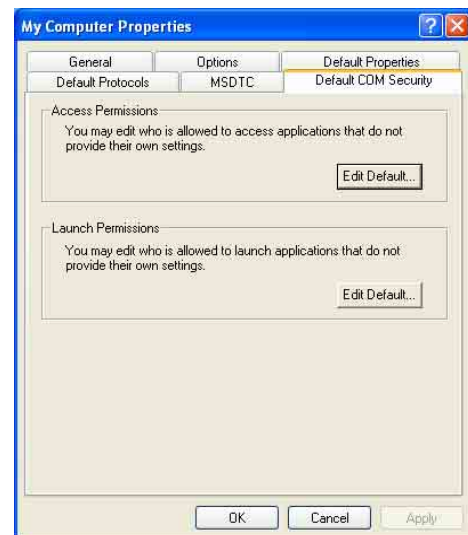 My Computer Properties
General Options Default Properties
Default Protocols MSDTC Default COM Security
Access Permissions
You may edit who is allowed to access applications that do not
provide their own settings.
Edit Default...
Launch Permissions
You may edit who is allowed to launch applications that do not
provide their own settings.
Edit Default...
OK Cancel Apply